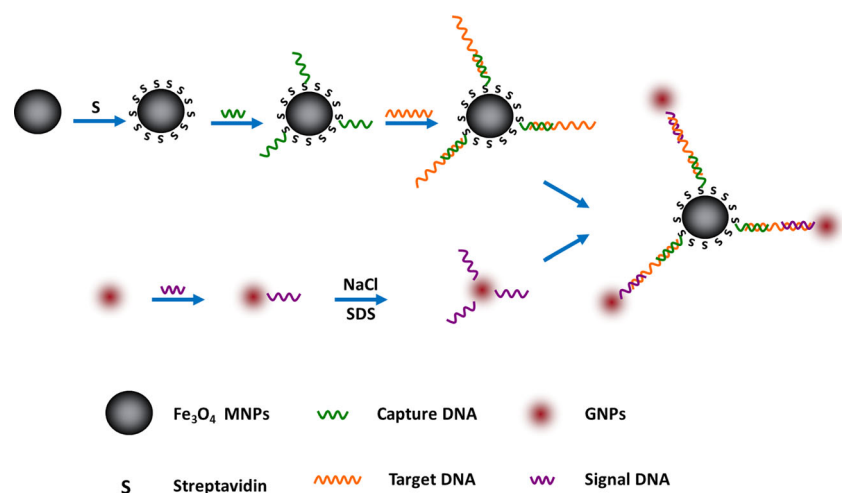 S
NaCl
SDS
Fe₃O₄ MNPs
Capture DNA
GNPs
S
Streptavidin
Target DNA
Signal DNA